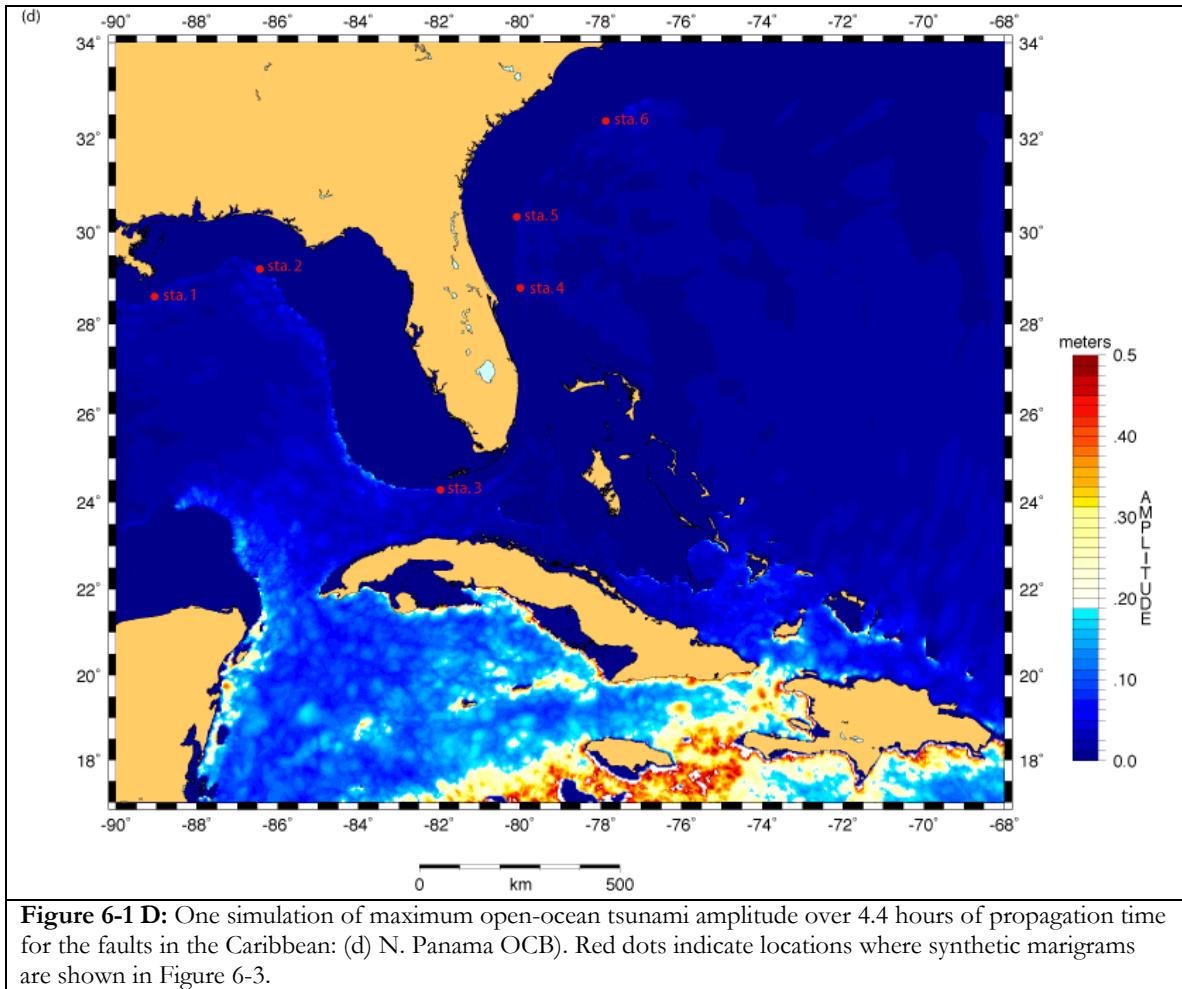 (d)
-90 -88 -86 -84 -82 -80 -78 -76 -74 -72 -70 -68
34° 34°
32° 32°
30° 30°
28° 28°
26° 26°
24° 24°
22° 22°
20° 20°
18° 18°
sta. 6
sta. 5
sta. 2
sta. 1
sta. 4
sta. 3
meters
0.5
.40
.30
.20
.10
0.0
AMPLITUDE
-90 -88 -86 -84 -82 -80 -78 -76 -74 -72 -70 -68
0 km 500
Figure 6-1 D: One simulation of maximum open-ocean tsunami amplitude over 4.4 hours of propagation time
for the faults in the Caribbean: (d) N. Panama OCB). Red dots indicate locations where synthetic marigrams
are shown in Figure 6-3.